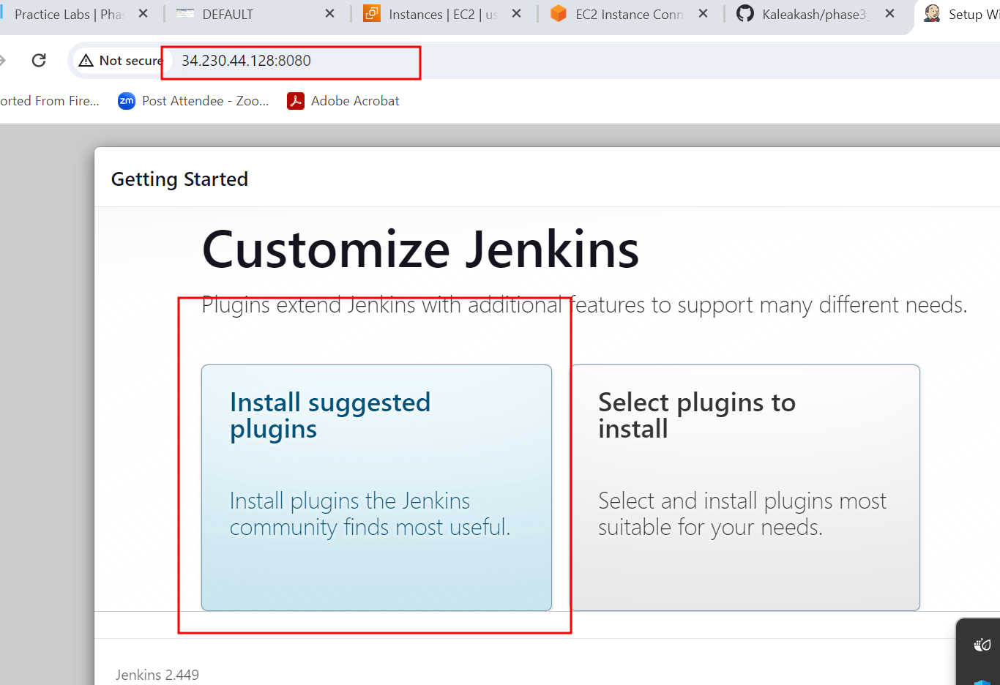 Practice Labs | Phas
DEFAULT
Instances | EC2 | us
EC2 Instance Conn
Kaleakash/phase3_
Setup Wi
Not secure
34.230.44.128:8080
orted From Fire...
zm
Post Attendee - Zoo...
Adobe Acrobat
Getting Started
Customize Jenkins
Plugins extend Jenkins with additional features to support many different needs.
Install suggested
plugins
Install plugins the Jenkins
community finds most useful.
Select plugins to
install
Select and install plugins most
suitable for your needs.
Jenkins 2.449